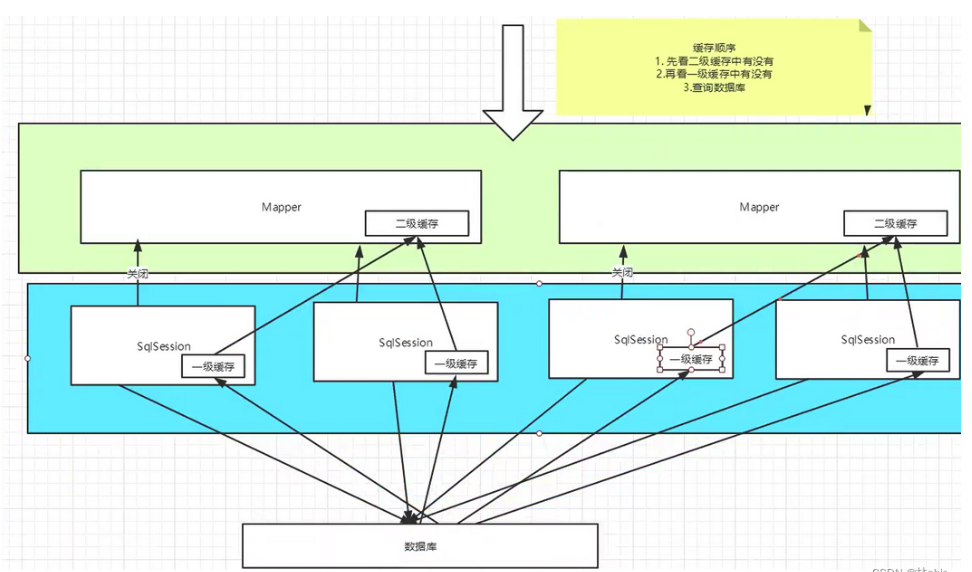 缓存顺序
1. 先看二级缓存中有没有
2.再看一级缓存中有没有
3.查询数据库
Mapper
二级缓存
Mapper
二级缓存
关闭
关闭
SqlSession
一级缓存
SqlSession
一级缓存
SqlSession
一级缓存
SqlSession
一级缓存
数据库